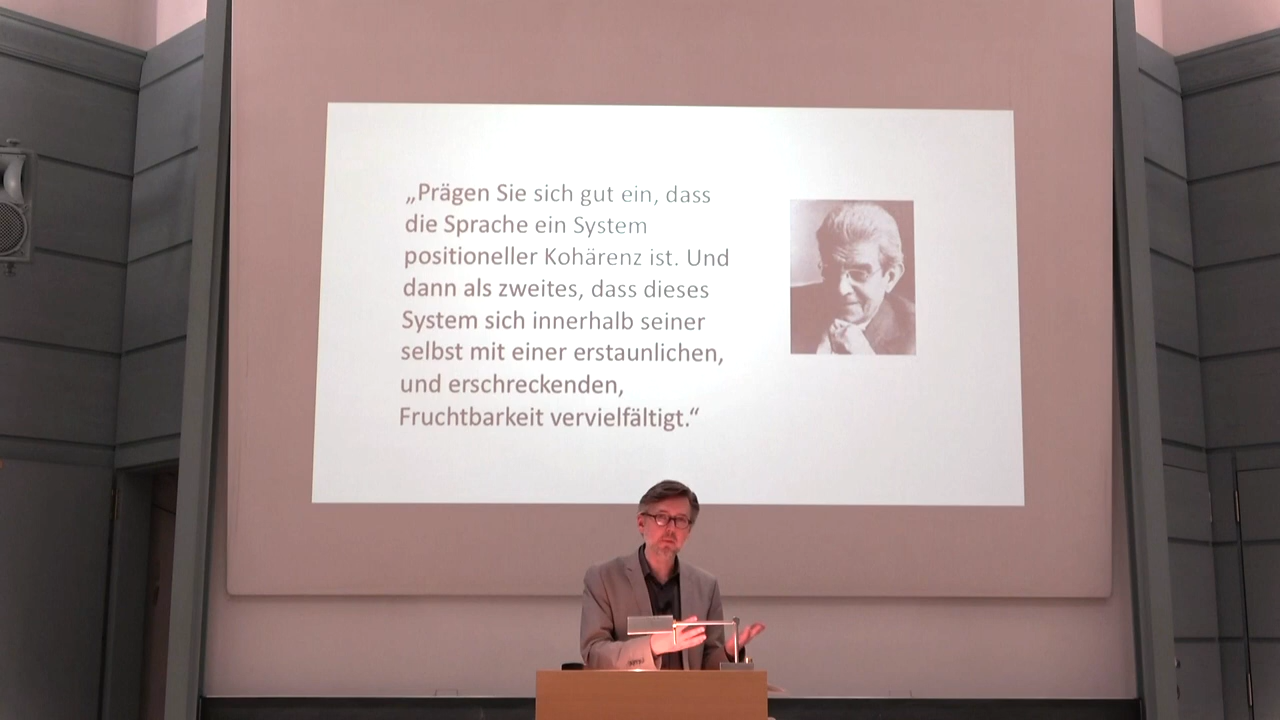 „Prägen Sie sich gut ein, dass
die Sprache ein System
positioneller Kohärenz ist. Und
dann als zweites, dass dieses
System sich innerhalb seiner
selbst mit einer erstaunlichen,
und erschreckenden,
Fruchtbarkeit vervielfältigt.“